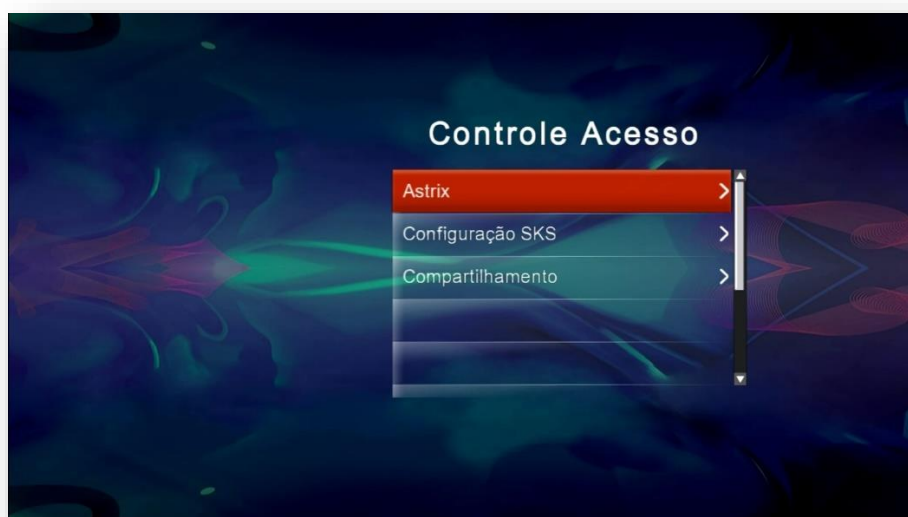 Controle Acesso
Astrix
Configuração SKS
Compartilhamento